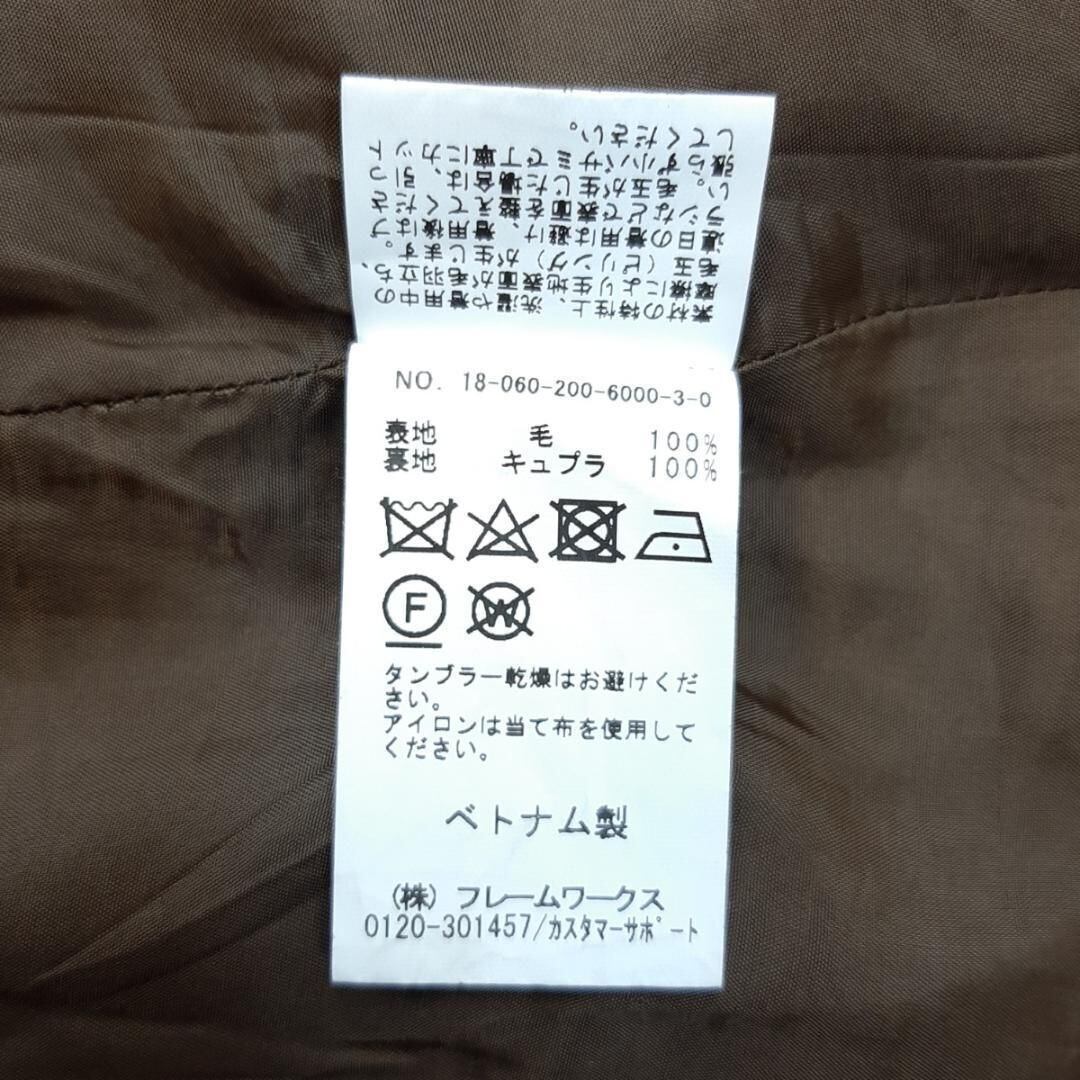 素材の特性上、洗濯や着用中の
摩擦により生地表面が毛羽立ち、
毛玉（ピリング）が生じます。
連日の着用は避け、着用後はブ
ラシなどで表面を整えてくださ
い。毛玉が生じた場合は、引っ
張らず小バサミで丁寧にカット
してください。
NO. 18-060-200-6000-3-0
表地 毛 100%
裏地 キュプラ 100%
F W
タンブラー乾燥はお避けくだ
さい。
アイロンは当て布を使用して
ください。
ベトナム製
（株）フレームワークス
0120-301457/ｶｽﾀﾏｰｻﾎﾟｰﾄ